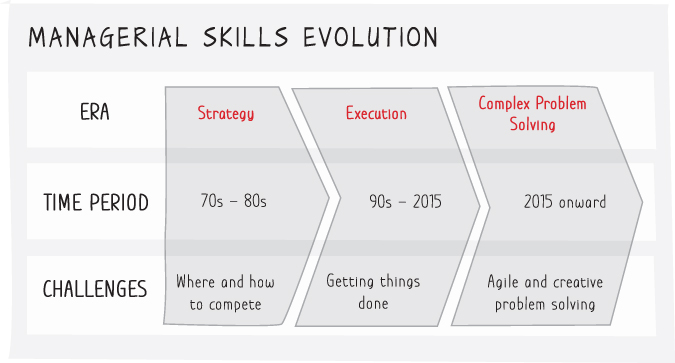 MANAGERIAL SKILLS EVOLUTION
ERA
Strategy
Execution
Complex Problem
Solving
TIME PERIOD
70s – 80s
90s – 2015
2015 onward
CHALLENGES
Where and how
to compete
Getting things
done
Agile and creative
problem solving